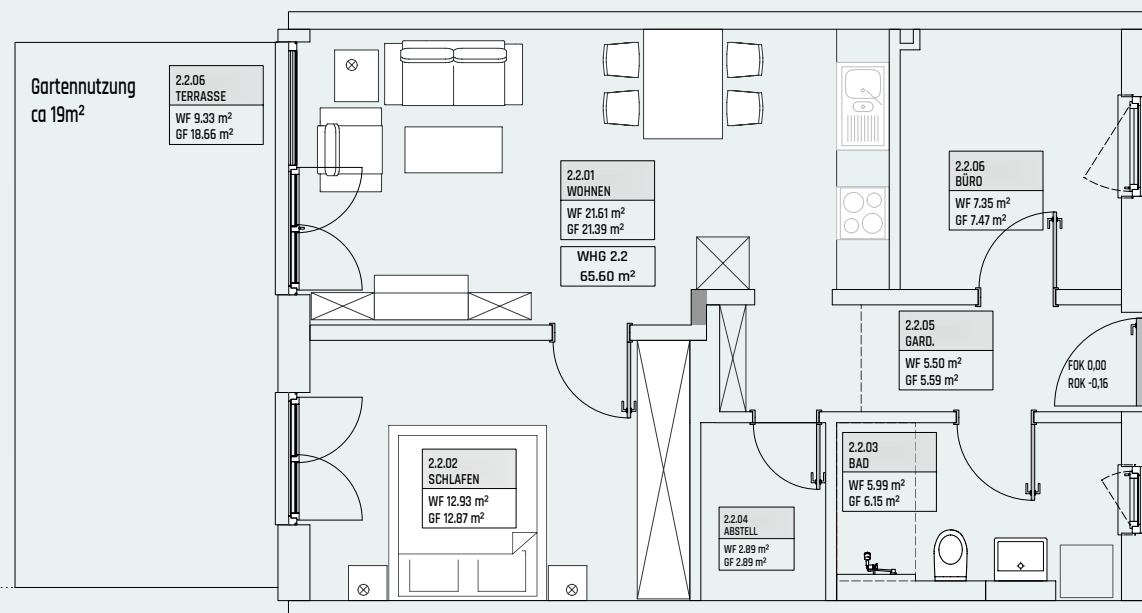 Gartennutzung
ca 19m²
2.2.06
TERRASSE
WF 9.33 m²
GF 18.66 m²
2.2.01
WOHNEN
WF 21.61 m²
GF 21.39 m²
WHG 2.2
65.60 m²
2.2.06
BÜRO
WF 7.35 m²
GF 7.47 m²
2.2.05
GARD.
WF 5.50 m²
GF 5.59 m²
FOK 0,00
ROK -0,16
2.2.02
SCHLAFEN
WF 12.93 m²
GF 12.87 m²
2.2.03
BAD
WF 5.99 m²
GF 6.15 m²
2.2.04
ABSTELL
WF 2.89 m²
GF 2.89 m²